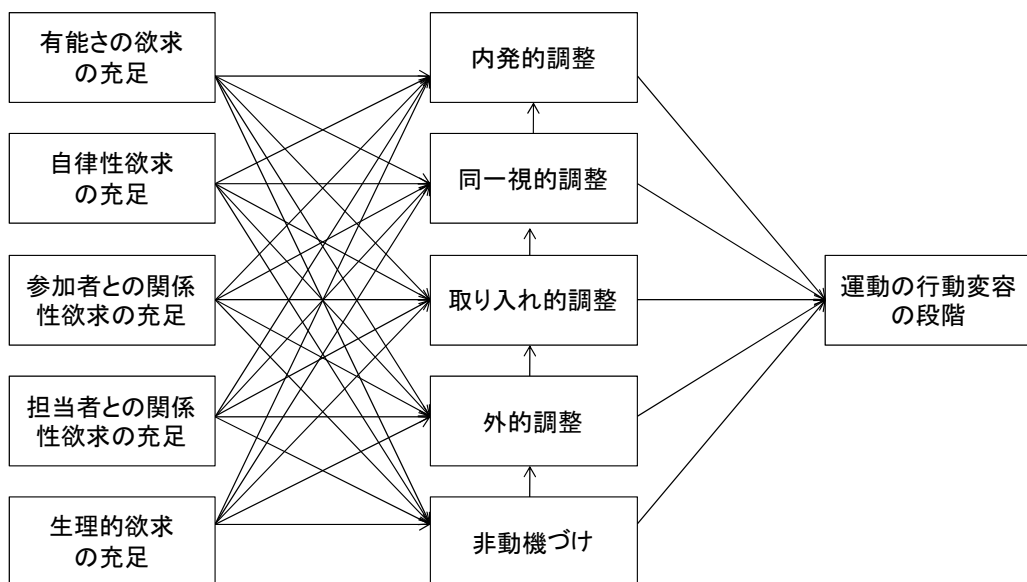 有能さの欲求
の充足
自律性欲求
の充足
参加者との関係
性欲求の充足
担当者との関係
性欲求の充足
生理的欲求
の充足
内発的調整
同一視的調整
取り入れ的調整
外的調整
非動機づけ
運動の行動変容
の段階